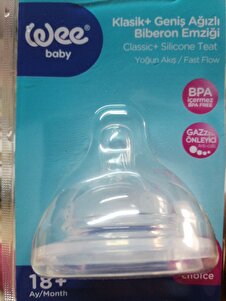 wee
baby
Klasik+ Geniş Ağızlı
Biberon Emziği
Classic+ Silicone Teat
Yoğun Akış / Fast Flow
BPA
içermez
BPA FREE
GAZ
ÖNLEYİCİ
18+
Ay/Month
choice